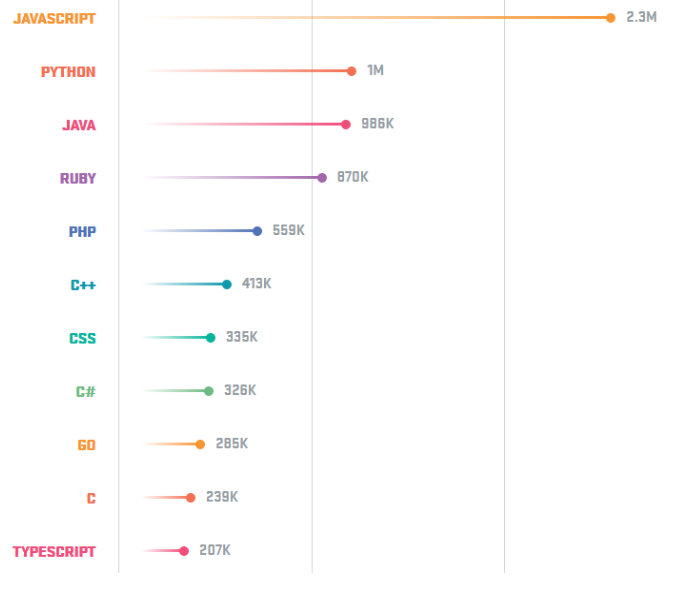 JAVASCRIPT 2.3M
PYTHON 1M
JAVA 986K
RUBY 870K
PHP 559K
C++ 413K
CSS 335K
C# 326K
GO 285K
C 239K
TYPESCRIPT 207K